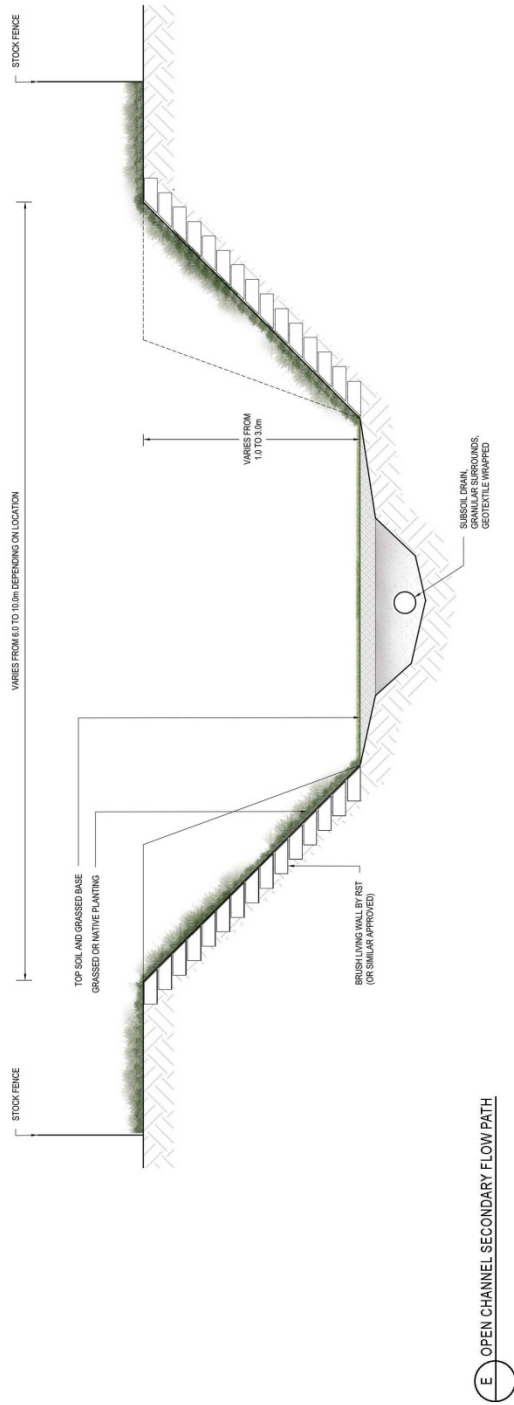 STOCK FENCE
VARIES FROM 6.0 TO 10.0m DEPENDING ON LOCATION
STOCK FENCE
TOP SOIL AND GRASSED BASE
GRASSED OR NATIVE PLANTING
VARIES FROM
1.0 TO 3.0m
BRUSH LIVING WALL BY RST
(OR SIMILAR APPROVED)
SUBSOIL DRAIN,
GRANULAR SURROUNDS,
GEOTEXTILE WRAPPED
E OPEN CHANNEL SECONDARY FLOW PATH